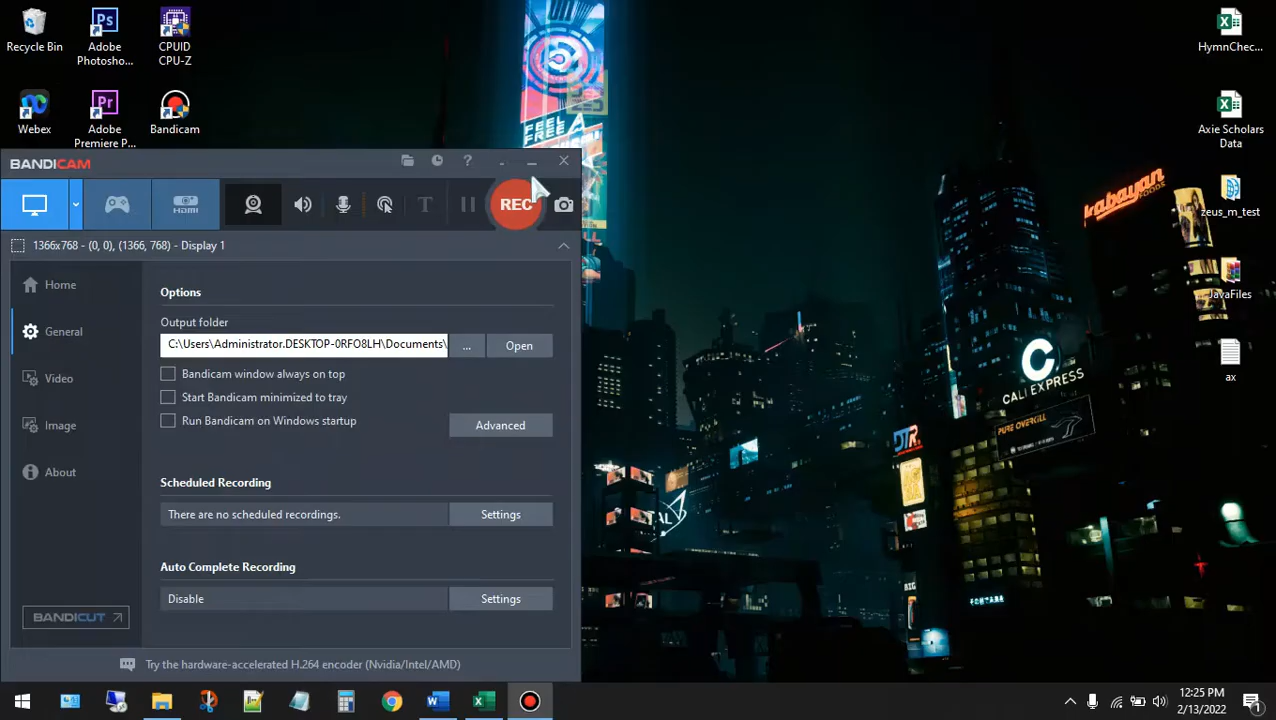 Recycle Bin
Adobe
Photosho...
CPUID
CPU-Z
Webex
Adobe
Premiere P...
Bandicam
HymnChec...
Axie Scholars
Data
zeus_m_test
JavaFiles
ax
FEEL
FREE
kabayan
FOODS
CALI EXPRESS
PURE OVERKILL
DTR
BANDICAM
HDMI
T
REC
1366x768 - (0, 0), (1366, 768) - Display 1
Home
General
Video
Image
About
BANDICUT
Options
Output folder
C:\Users\Administrator.DESKTOP-0RFO8LH\Documents\
...
Open
Bandicam window always on top
Start Bandicam minimized to tray
Run Bandicam on Windows startup
Advanced
Scheduled Recording
There are no scheduled recordings.
Settings
Auto Complete Recording
Disable
Settings
Try the hardware-accelerated H.264 encoder (Nvidia/Intel/AMD)
12:25 PM
2/13/2022